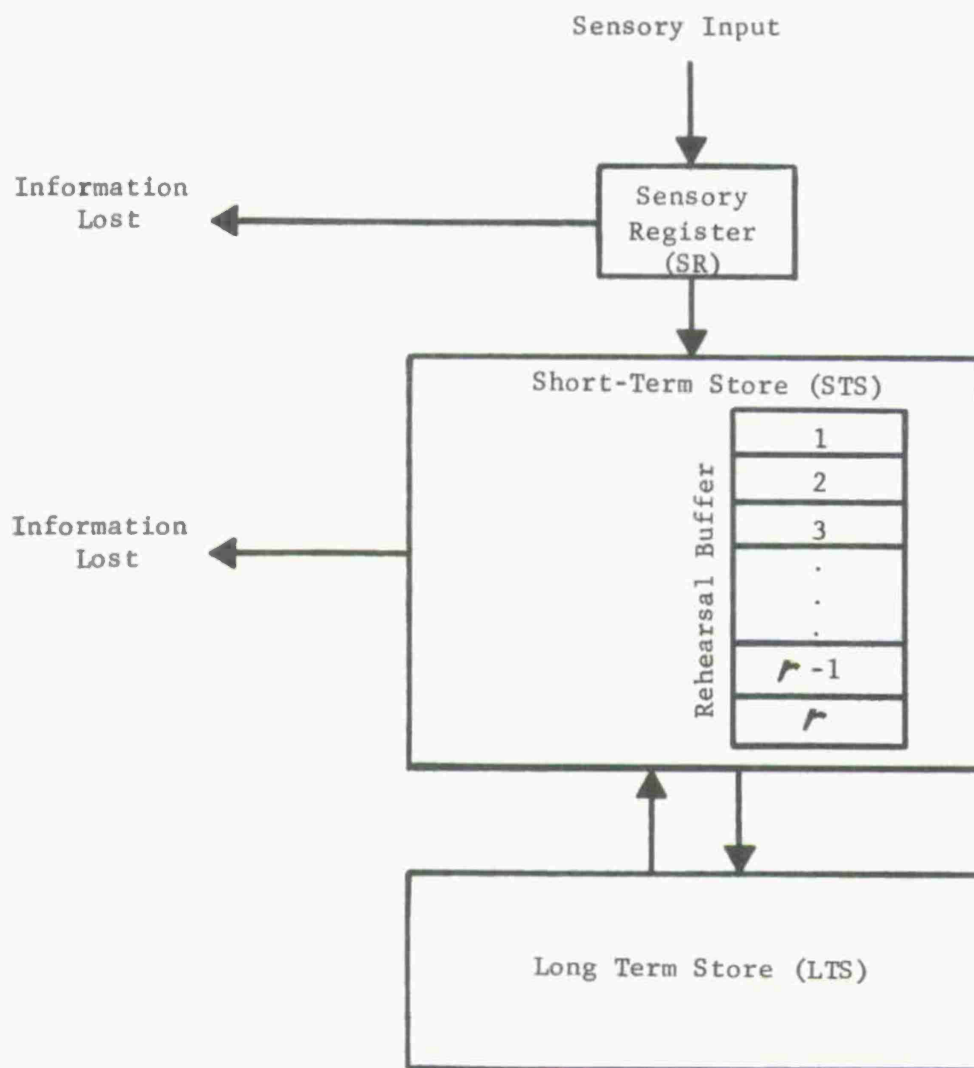 Sensory Input
Information
Lost
Sensory
Register
(SR)
Short-Term Store (STS)
Rehearsal Buffer
1
2
3
.
.
.
r -1
r
Information
Lost
Long Term Store (LTS)